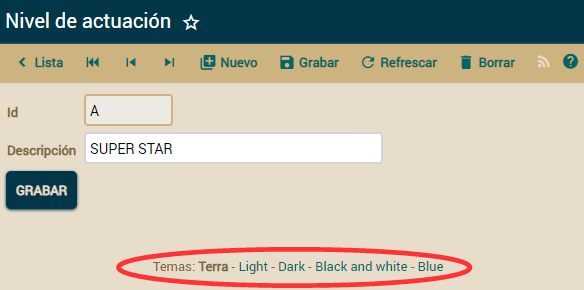 Nivel de actuación
Lista Nuevo Grabar Refrescar Borrar
Id A
Descripción SUPER STAR
GRABAR
Temas: Terra - Light - Dark - Black and white - Blue